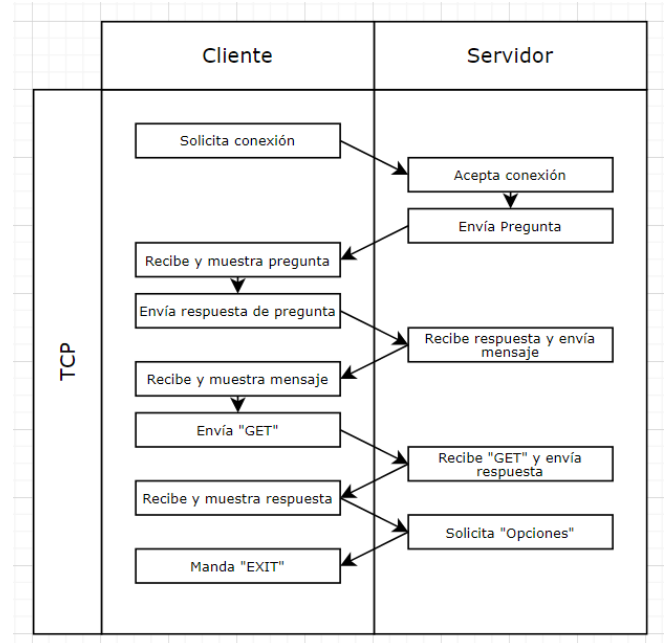 Cliente
Servidor
TCP
Solicita conexión
Acepta conexión
Envía Pregunta
Recibe y muestra pregunta
Envía respuesta de pregunta
Recibe respuesta y envía
mensaje
Recibe y muestra mensaje
Envía "GET"
Recibe "GET" y envía
respuesta
Recibe y muestra respuesta
Solicita "Opciones"
Manda "EXIT"